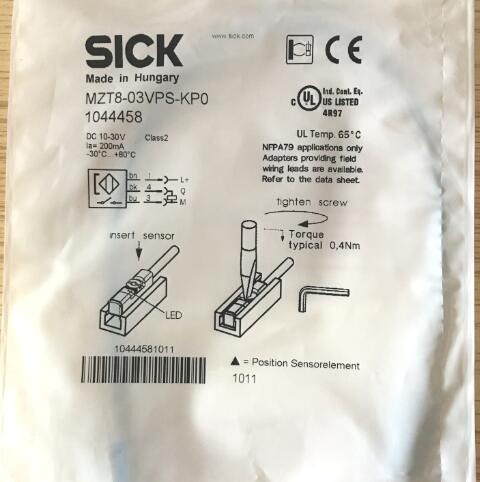 SICK
www.sick.com
CE
Made in Hungary
MZT8-03VPS-KP0
1044458
c UL US Ind. Cont. Eq.
LISTED
4R97
DC 10-30V Class2
Ia= 200mA
-30°C...+80°C
UL Temp. 65°C
NFPA79 applications only
Adapters providing field
wiring leads are available.
Refer to the data sheet.
bn 1 L+
bk 4 Q
bu 3 M
tighten screw
Torque
typical 0,4Nm
insert sensor
LED
10444581011
▲ = Position Sensorelement
1011